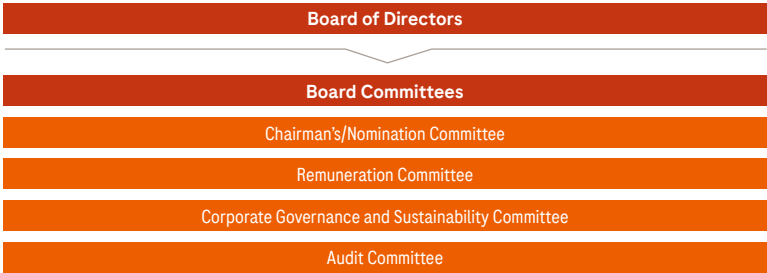 Board of Directors
Board Committees
Chairman's/Nomination Committee
Remuneration Committee
Corporate Governance and Sustainability Committee
Audit Committee